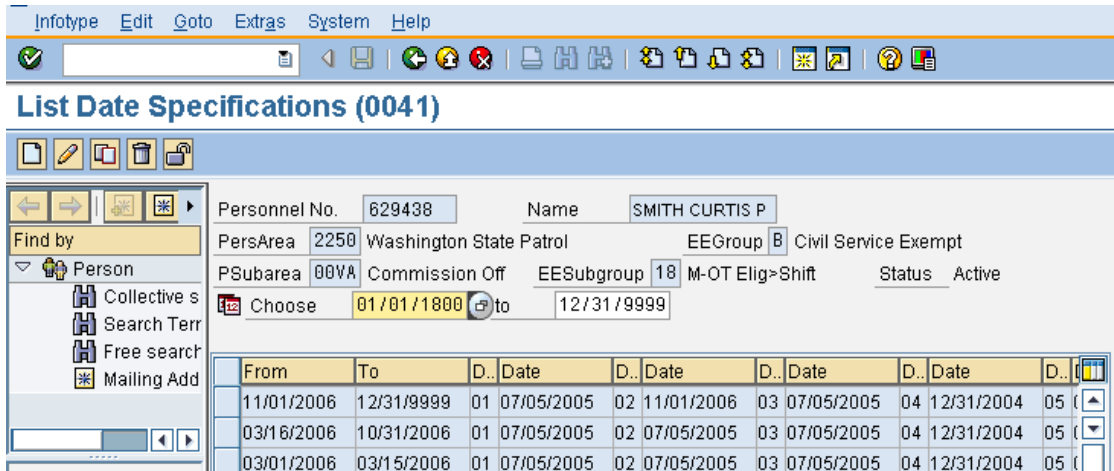 Infotype Edit Goto Extras System Help
List Date Specifications (0041)
Personnel No. 629438 Name SMITH CURTIS P
Find by
PersArea 2250 Washington State Patrol EEGroup B Civil Service Exempt
Person
PSubarea 00VA Commission Off EESubgroup 18 M-OT Elig>Shift Status Active
Collective s
Choose 01/01/1800 to 12/31/9999
Search Terr
Free search
Mailing Add
From To D.. Date D.. Date D.. Date D.. Date D..
11/01/2006 12/31/9999 01 07/05/2005 02 11/01/2006 03 07/05/2005 04 12/31/2004 05
03/16/2006 10/31/2006 01 07/05/2005 02 07/05/2005 03 07/05/2005 04 12/31/2004 05
03/01/2006 03/15/2006 01 07/05/2005 02 07/05/2005 03 07/05/2005 04 12/31/2004 05